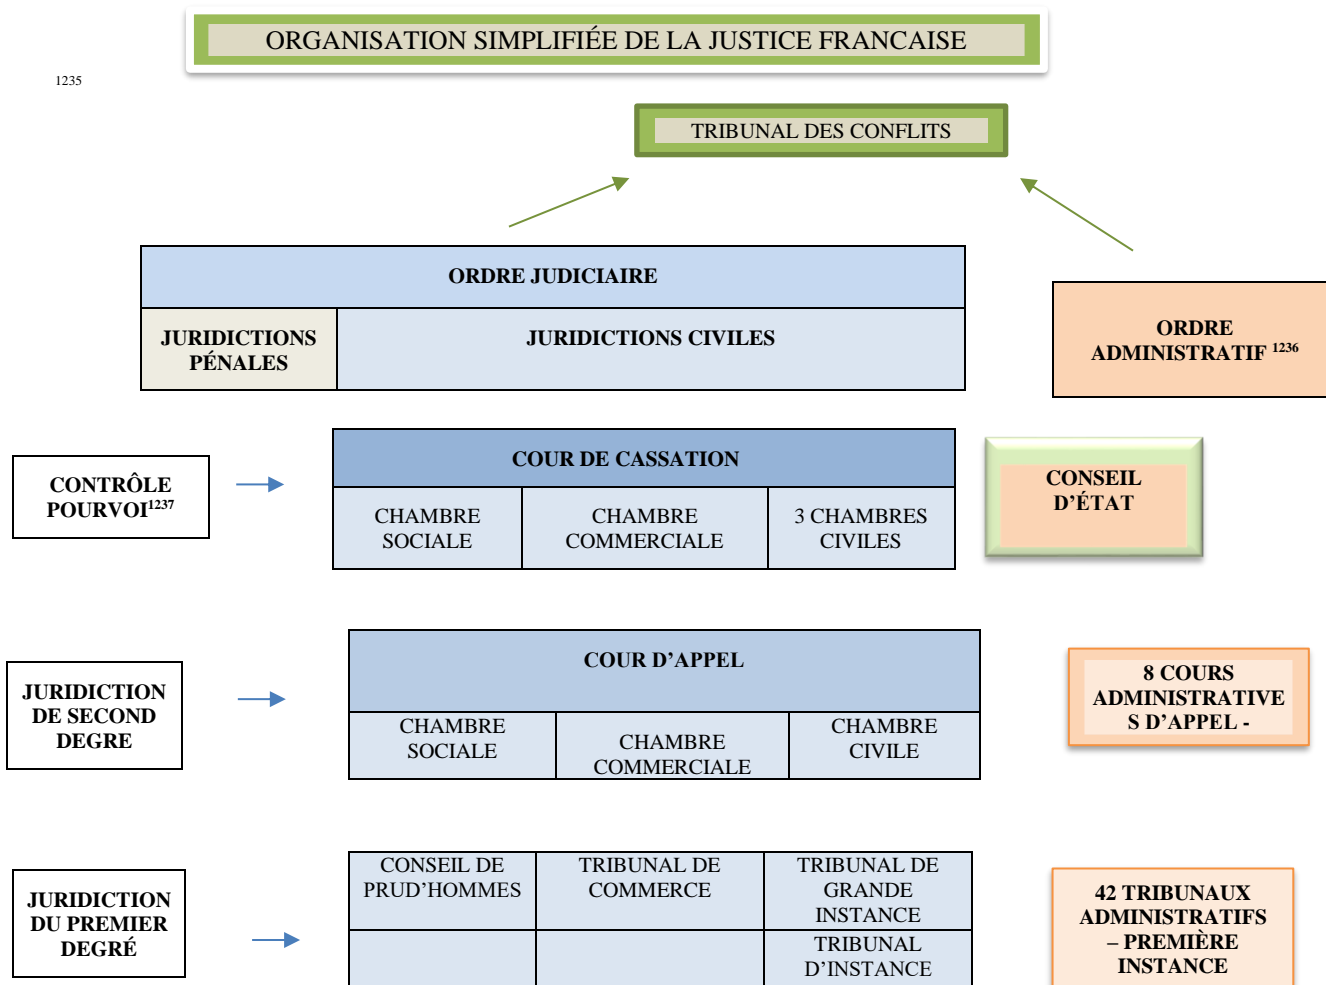 ORGANISATION SIMPLIFIÉE DE LA JUSTICE FRANCAISE
1235
TRIBUNAL DES CONFLITS
ORDRE JUDICIAIRE
JURIDICTIONS
PÉNALES
JURIDICTIONS CIVILES
ORDRE
ADMINISTRATIF 1236
CONTRÔLE
POURVOI1237
COUR DE CASSATION
CHAMBRE
SOCIALE
CHAMBRE
COMMERCIALE
3 CHAMBRES
CIVILES
CONSEIL
D’ÉTAT
JURIDICTION
DE SECOND
DEGRE
COUR D’APPEL
CHAMBRE
SOCIALE
CHAMBRE
COMMERCIALE
CHAMBRE
CIVILE
8 COURS
ADMINISTRATIVE
S D’APPEL -
JURIDICTION
DU PREMIER
DEGRÉ
CONSEIL DE
PRUD’HOMMES
TRIBUNAL DE
COMMERCE
TRIBUNAL DE
GRANDE
INSTANCE
TRIBUNAL
D’INSTANCE
42 TRIBUNAUX
ADMINISTRATIFS
– PREMIÈRE
INSTANCE